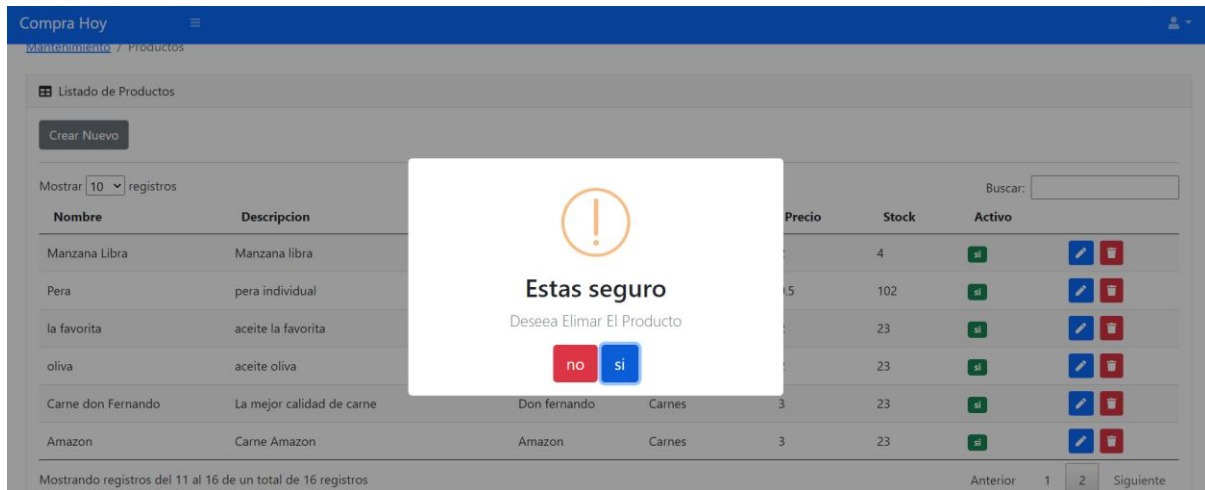 Compra Hoy
Mantenimiento / Productos
Listado de Productos
Crear Nuevo
Mostrar 10 registros
Buscar:
Nombre Descripcion Precio Stock Activo
Manzana Libra Manzana libra 4 si
Pera pera individual 102 si
la favorita aceite la favorita 23 si
oliva aceite oliva 23 si
Carne don Fernando La mejor calidad de carne Don fernando Carnes 3 23 si
Amazon Carne Amazon Amazon Carnes 3 23 si
Mostrando registros del 11 al 16 de un total de 16 registros
Anterior 1 2 Siguiente
Estas seguro
Deseea Elimar El Producto
no si